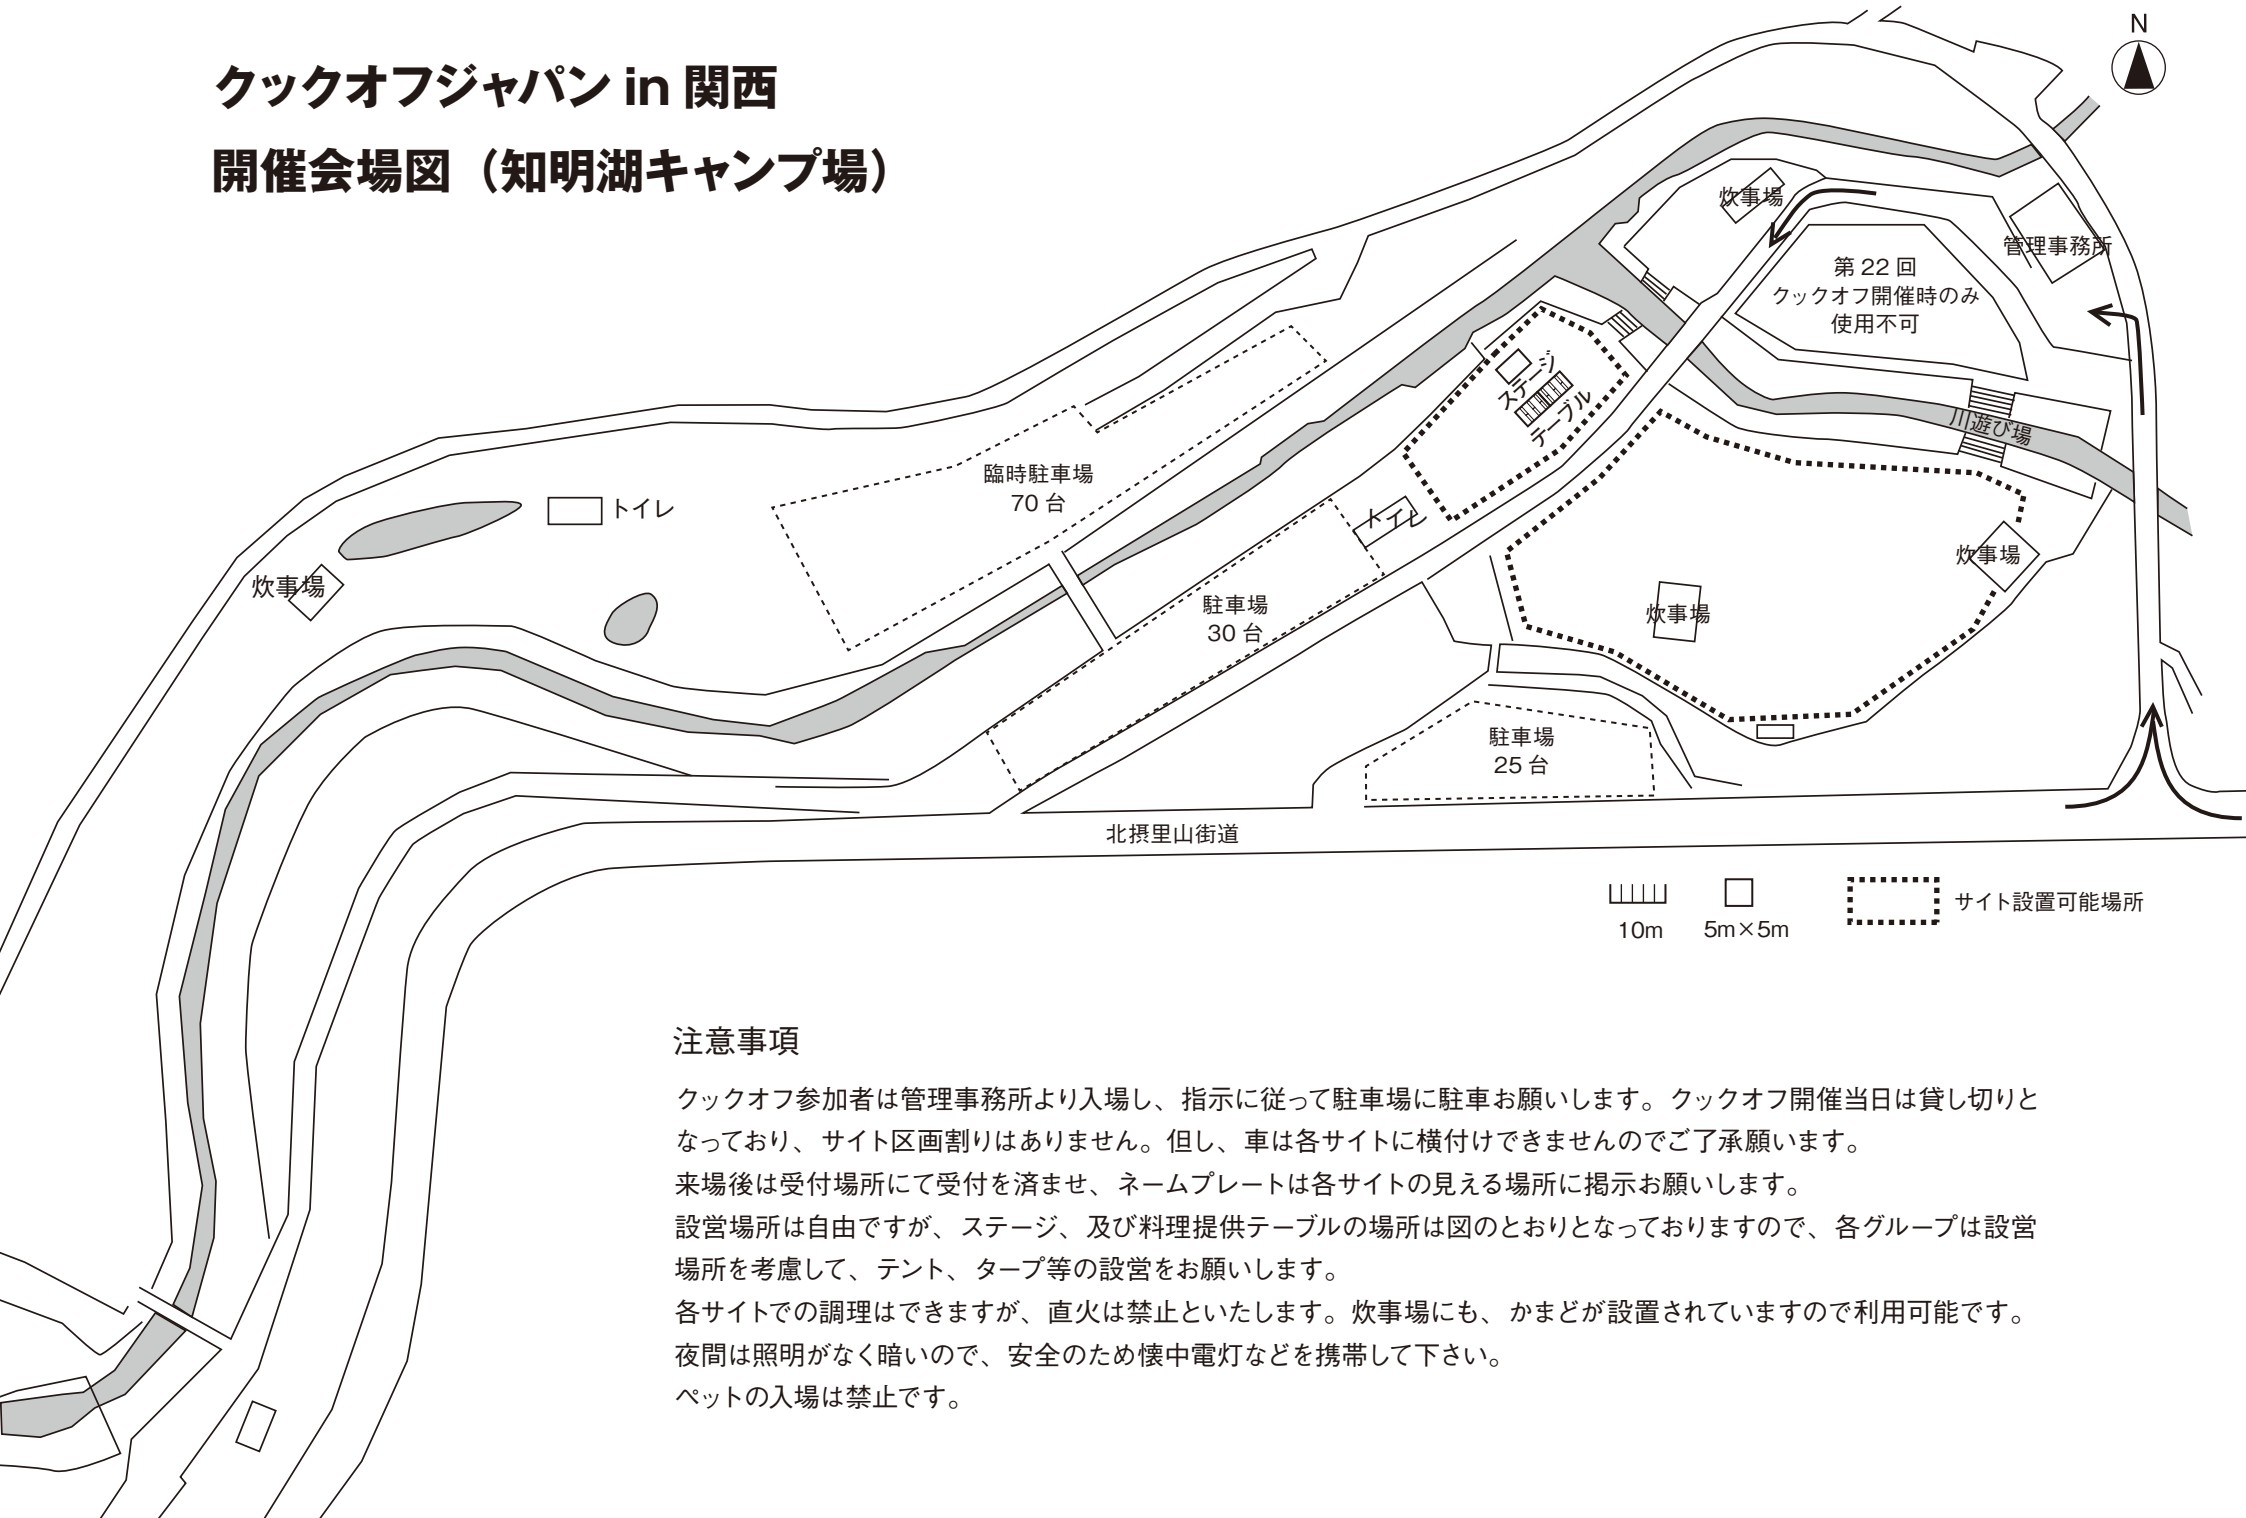 クックオフジャパン in 関西
開催会場図（知明湖キャンプ場）
N
炊事場
管理事務所
第 22 回
クックオフ開催時のみ
使用不可
ステージ
テーブル
川遊び場
臨時駐車場
70 台
トイレ
トイレ
炊事場
炊事場
炊事場
駐車場
30 台
駐車場
25 台
北摂里山街道
10m
5m×5m
サイト設置可能場所
注意事項
クックオフ参加者は管理事務所より入場し、指示に従って駐車場に駐車お願いします。クックオフ開催当日は貸し切りと
なっており、サイト区画割りはありません。但し、車は各サイトに横付けできませんのでご了承願います。
来場後は受付場所にて受付を済ませ、ネームプレートは各サイトの見える場所に掲示お願いします。
設営場所は自由ですが、ステージ、及び料理提供テーブルの場所は図のとおりとなっておりますので、各グループは設営
場所を考慮して、テント、タープ等の設営をお願いします。
各サイトでの調理はできますが、直火は禁止といたします。炊事場にも、かまどが設置されていますので利用可能です。
夜間は照明がなく暗いので、安全のため懐中電灯などを携帯して下さい。
ペットの入場は禁止です。